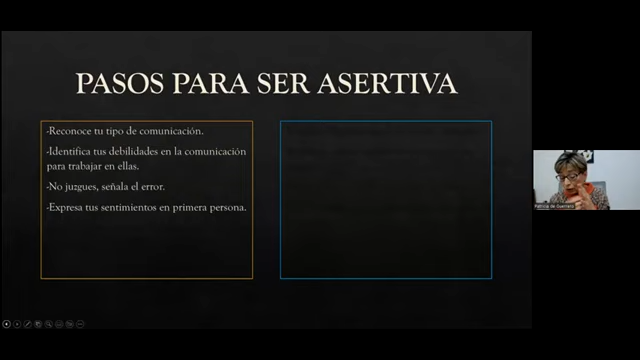 PASOS PARA SER ASERTIVA
-Reconoce tu tipo de comunicación.
-Identifica tus debilidades en la comunicación
para trabajar en ellas.
-No juzgues, señala el error.
-Expresa tus sentimientos en primera persona.
Patricia de Guerrero